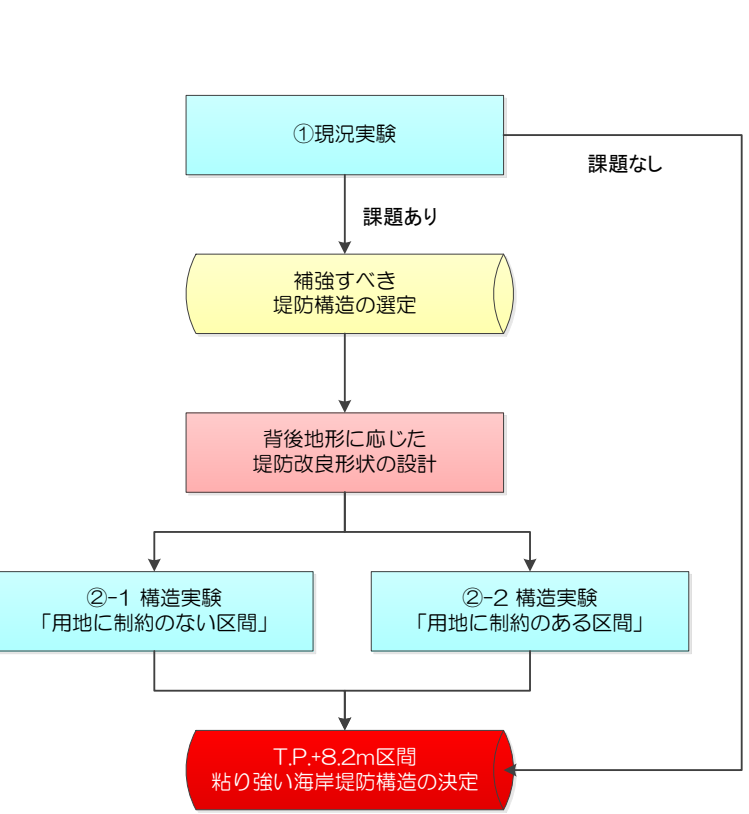 ①現況実験
課題なし
課題あり
補強すべき
堤防構造の選定
背後地形に応じた
堤防改良形状の設計
②-1 構造実験
「用地に制約のない区間」
②-2 構造実験
「用地に制約のある区間」
T.P.+8.2m区間
粘り強い海岸堤防構造の決定